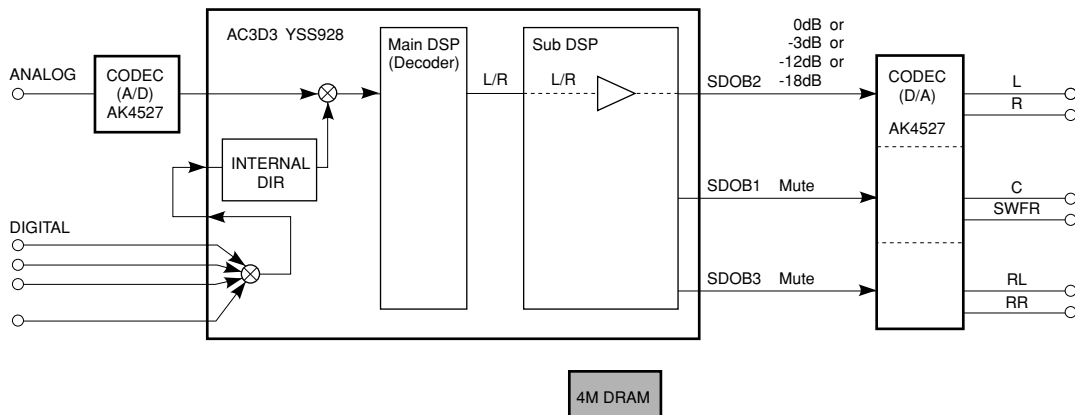 AC3D3 YSS928
ANALOG
CODEC
(A/D)
AK4527
INTERNAL
DIR
DIGITAL
Main DSP
(Decoder)
L/R
Sub DSP
L/R
SDOB2
0dB or
-3dB or
-12dB or
-18dB
SDOB1 Mute
SDOB3 Mute
CODEC
(D/A)
AK4527
L
R
C
SWFR
RL
RR
4M DRAM